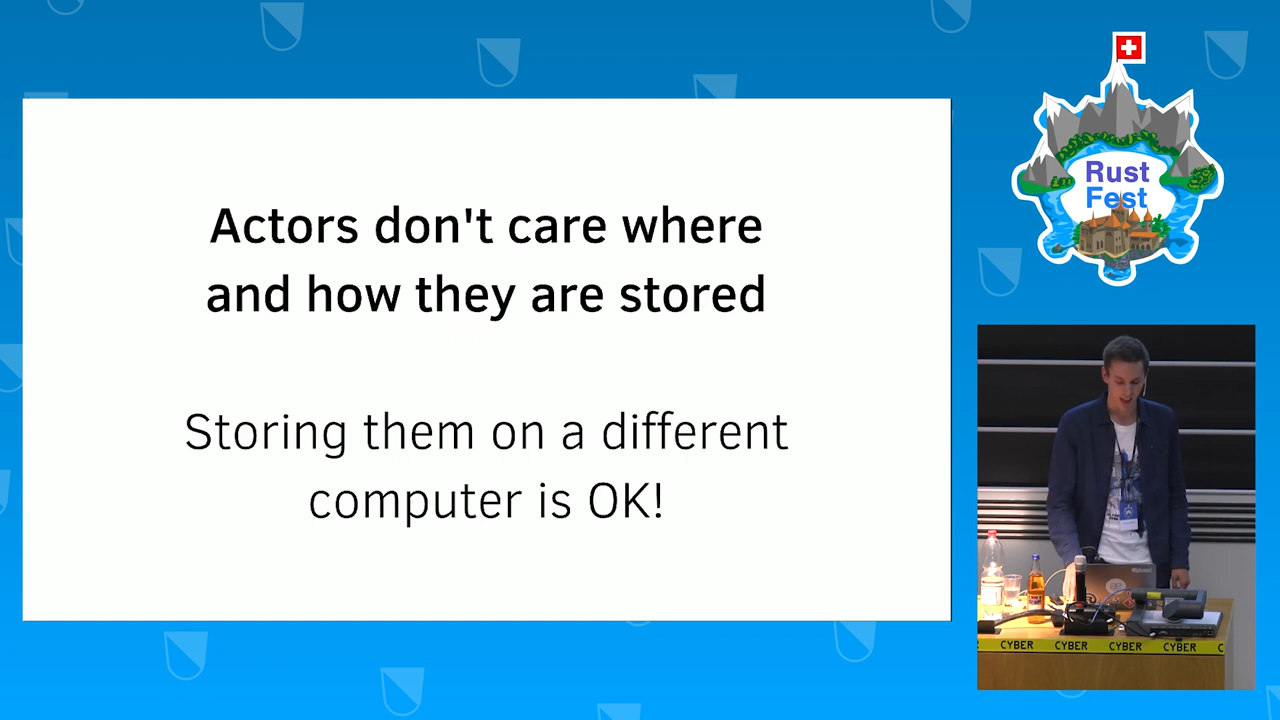 Actors don't care where
and how they are stored
Storing them on a different
computer is OK!
Rust
Fest
CYBER CYBER CYBER CYBER